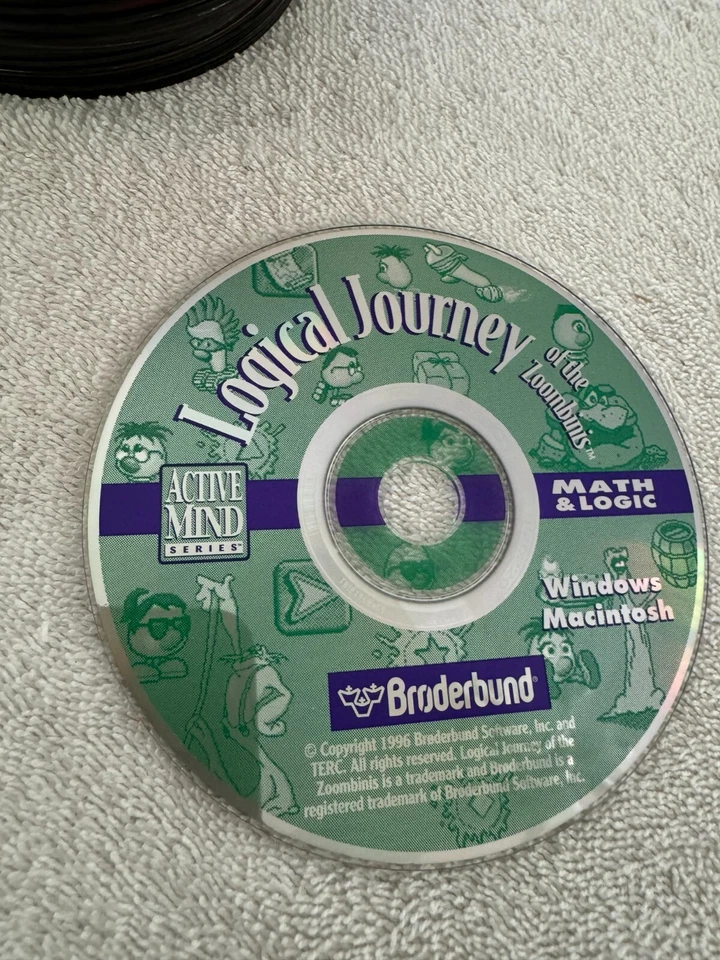 Logical Journey
of the
Zoombinis™
ACTIVE
MIND
SERIES
MATH
& LOGIC
Windows
Macintosh
Brøderbund®
© Copyright 1996 Brøderbund Software, Inc. and
TERC. All rights reserved. Logical Journey of the
Zoombinis is a trademark and Brøderbund is a
registered trademark of Brøderbund Software, Inc.